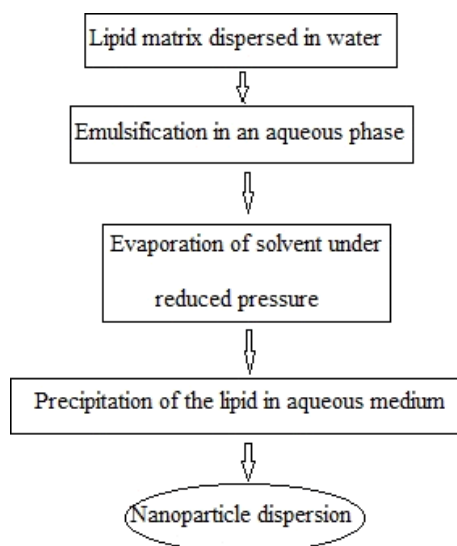 Lipid matrix dispersed in water
Emulsification in an aqueous phase
Evaporation of solvent under
reduced pressure
Precipitation of the lipid in aqueous medium
Nanoparticle dispersion